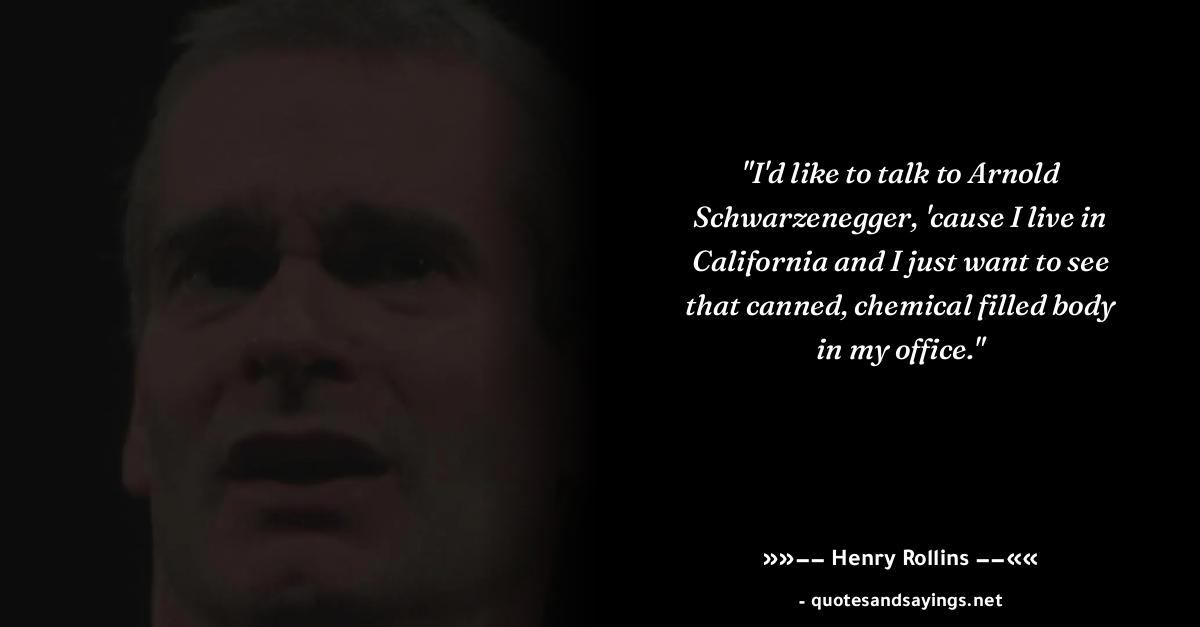 "I'd like to talk to Arnold
Schwarzenegger, 'cause I live in
California and I just want to see
that canned, chemical filled body
in my office."
»»−− Henry Rollins −−««
- quotesandsayings.net